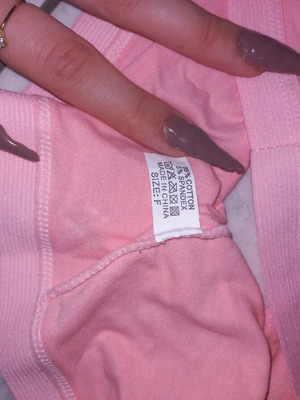 95% COTTON
5% SPANDEX
MADE IN CHINA
SIZE: F